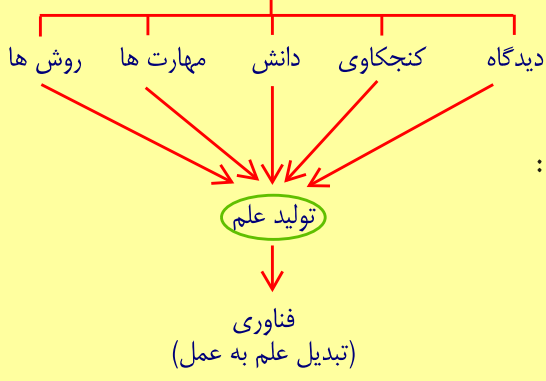 دیدگاه کنجکاوی دانش مهارت ها روش ها
:
تولید علم
فناوری
(تبدیل علم به عمل)